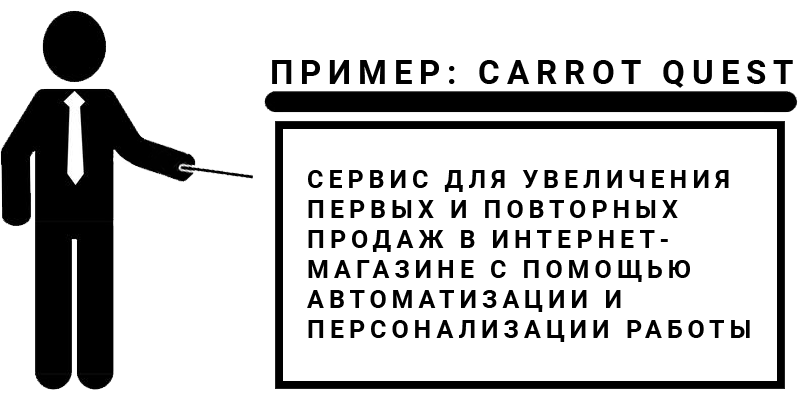 ПРИМЕР: CARROT QUEST
СЕРВИС ДЛЯ УВЕЛИЧЕНИЯ
ПЕРВЫХ И ПОВТОРНЫХ
ПРОДАЖ В ИНТЕРНЕТ-
МАГАЗИНЕ С ПОМОЩЬЮ
АВТОМАТИЗАЦИИ И
ПЕРСОНАЛИЗАЦИИ РАБОТЫ